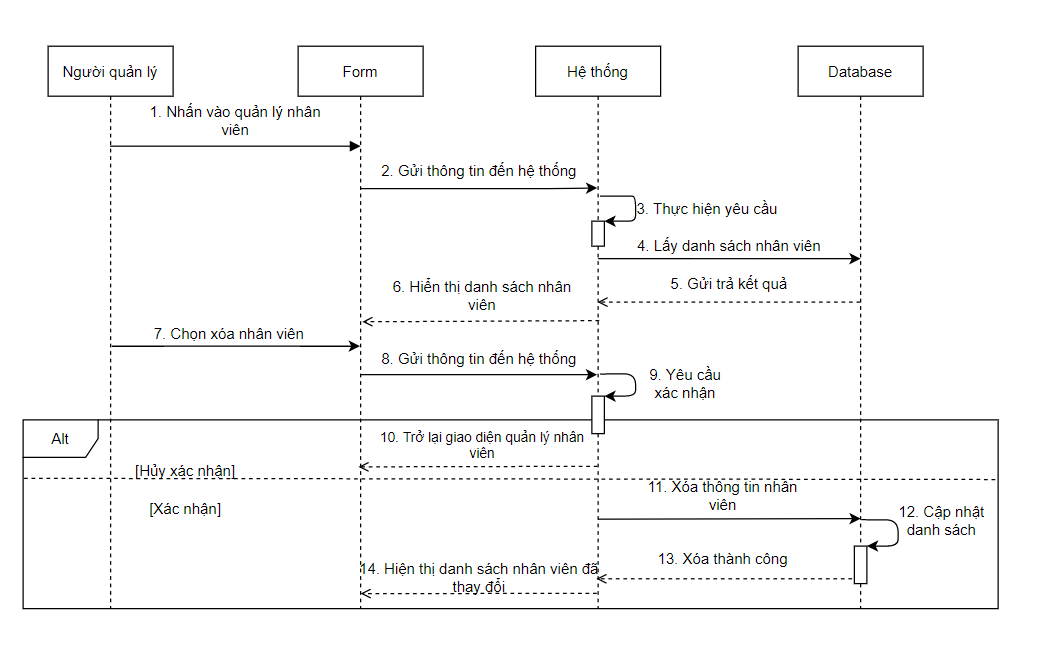 Người quản lý
Form
Hệ thống
Database
1. Nhấn vào quản lý nhân
viên
2. Gửi thông tin đến hệ thống
3. Thực hiện yêu cầu
4. Lấy danh sách nhân viên
5. Gửi trả kết quả
6. Hiển thị danh sách nhân
viên
7. Chọn xóa nhân viên
8. Gửi thông tin đến hệ thống
9. Yêu cầu
xác nhận
Alt
10. Trở lại giao diện quản lý nhân
viên
[Hủy xác nhận]
11. Xóa thông tin nhân
viên
[Xác nhận]
12. Cập nhật
danh sách
13. Xóa thành công
14. Hiện thị danh sách nhân viên đã
thay đổi